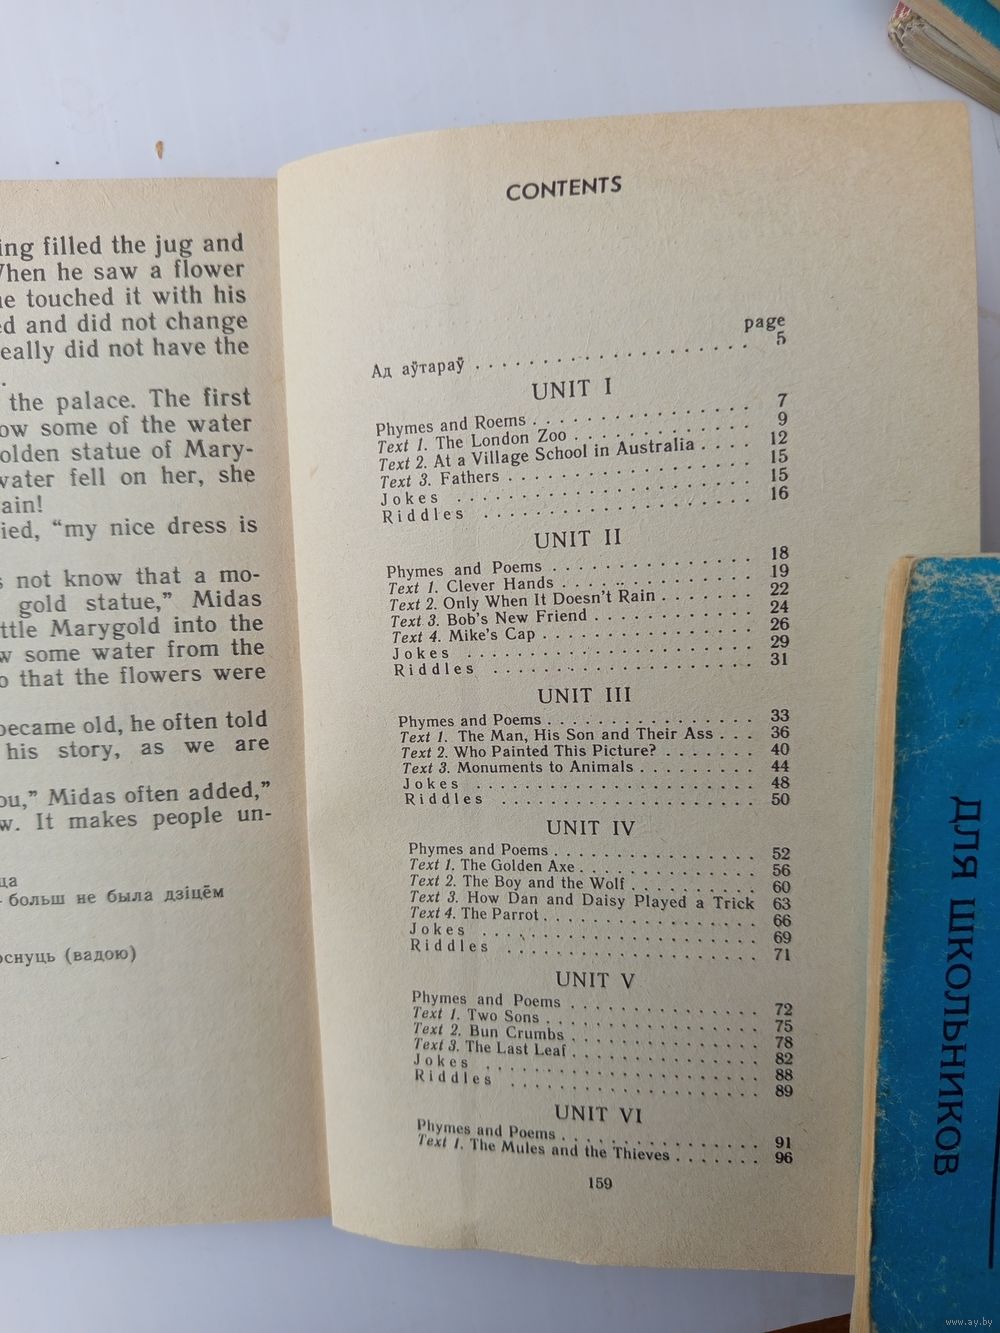 ing filled the jug and
When he saw a flower
he touched it with his
ed and did not change
really did not have the
.
the palace. The first
ow some of the water
olden statue of Mary-
water fell on her, she
ain!
ied, “my nice dress is
s not know that a mo-
gold statue,” Midas
ttle Marygold into the
w some water from the
o that the flowers were
became old, he often told
his story, as we are
ou,” Midas often added,”
w. It makes people un-
ца
больш не была дзіцём
оснуць (вадою)
CONTENTS
page
Ад аўтараў . . . . . . . . . . . . . . . . . . . . 5
UNIT I
Phymes and Roems . . . . . . . . . . . . . . . . 7
Text 1. The London Zoo . . . . . . . . . . . . . . 9
Text 2. At a Village School in Australia . . . . 12
Text 3. Fathers . . . . . . . . . . . . . . . . . . 15
Jokes . . . . . . . . . . . . . . . . . . . . . 15
Riddles . . . . . . . . . . . . . . . . . . . . 16
UNIT II
Phymes and Poems . . . . . . . . . . . . . . . 18
Text 1. Clever Hands . . . . . . . . . . . . . . 19
Text 2. Only When It Doesn't Rain . . . . . . . 22
Text 3. Bob's New Friend . . . . . . . . . . . . 24
Text 4. Mike's Cap . . . . . . . . . . . . . . . 26
Jokes . . . . . . . . . . . . . . . . . . . . . 29
Riddles . . . . . . . . . . . . . . . . . . . . 31
UNIT III
Phymes and Poems . . . . . . . . . . . . . . . . 33
Text 1. The Man, His Son and Their Ass . . . 36
Text 2. Who Painted This Picture? . . . . . . . 40
Text 3. Monuments to Animals . . . . . . . . . 44
Jokes . . . . . . . . . . . . . . . . . . . . . 48
Riddles . . . . . . . . . . . . . . . . . . . 50
UNIT IV
Phymes and Poems . . . . . . . . . . . . . . . 52
Text 1. The Golden Axe . . . . . . . . . . . . . 56
Text 2. The Boy and the Wolf . . . . . . . . . . 60
Text 3. How Dan and Daisy Played a Trick 63
Text 4. The Parrot . . . . . . . . . . . . . . . . 66
Jokes . . . . . . . . . . . . . . . . . . . . . 69
Riddles . . . . . . . . . . . . . . . . . . . 71
UNIT V
Phymes and Poems . . . . . . . . . . . . . . 72
Text 1. Two Sons . . . . . . . . . . . . . . . . 75
Text 2. Bun Crumbs . . . . . . . . . . . . . . 78
Text 3. The Last Leaf . . . . . . . . . . . . . . 82
Jokes . . . . . . . . . . . . . . . . . . . . 88
Riddles . . . . . . . . . . . . . . . . . . . 89
UNIT VI
Phymes and Poems . . . . . . . . . . . . . . . 91
Text 1. The Mules and the Thieves . . . . . . . 96
159
ДЛЯ ШКОЛЬНИКОВ
www.ay.by